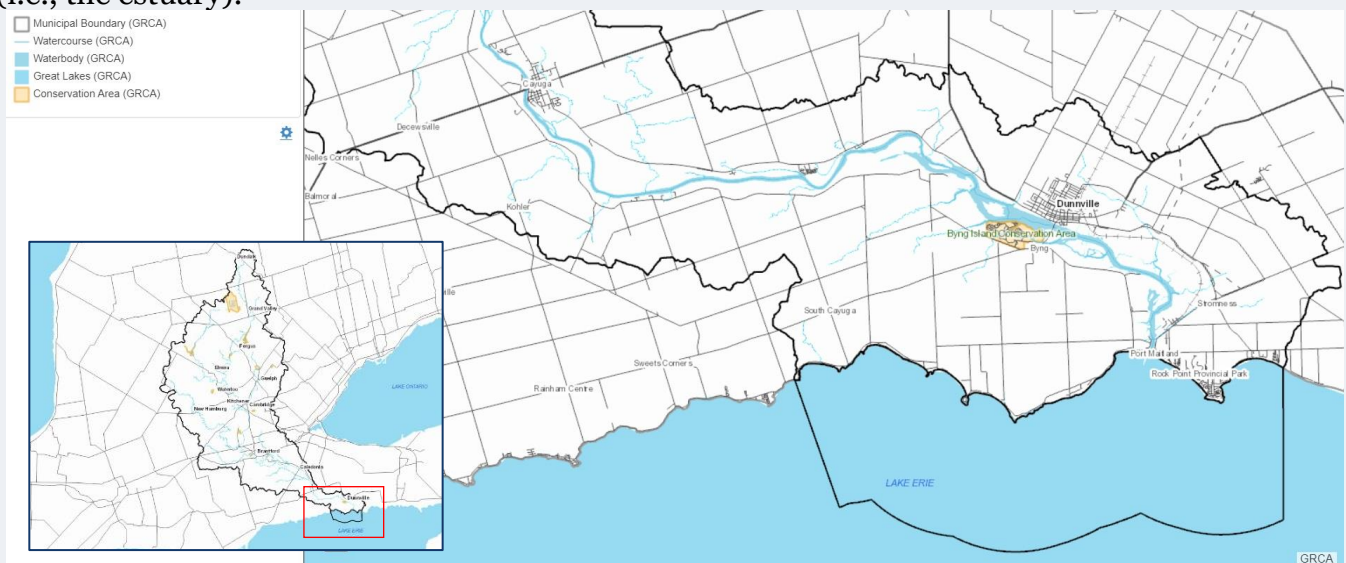 (i.e., the estuary).
Municipal Boundary (GRCA)
Watercourse (GRCA)
Waterbody (GRCA)
Great Lakes (GRCA)
Conservation Area (GRCA)
Cayuga
Decewsville
Nelles Corners
Balmoral
Kohler
Dunnville
Byng Island Conservation Area
Byng
ville
South Cayuga
Stromness
Port Maitland
Sweets Corners
Rock Point Provincial Park
Rainham Centre
LAKE ERIE
GRCA
Dundalk
Grand Valley
Fergus
Elmira
Guelph
Waterloo
Kitchener
Cambridge
New Hamburg
Brantford
Caledonia
Dunnville
LAKE ONTARIO
LAKE ERIE